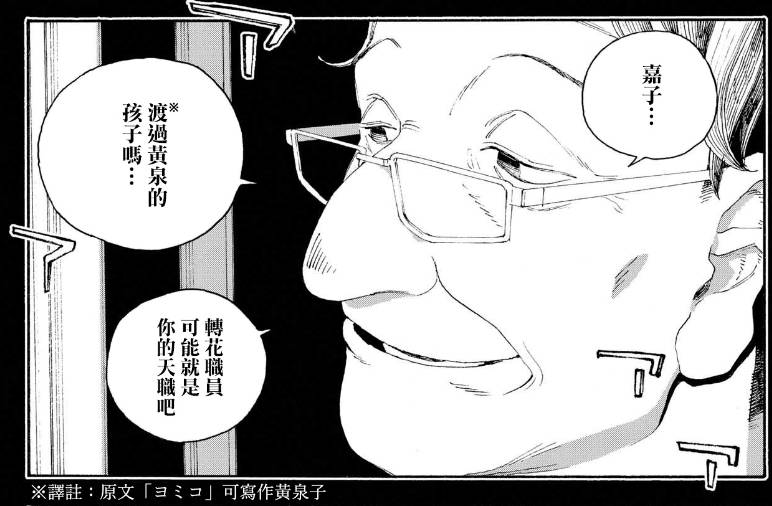 嘉子⋯
※渡過黃泉的
孩子嗎⋯
轉花職員
可能就是
你的天職吧
※譯註：原文「ヨミコ」可寫作黃泉子